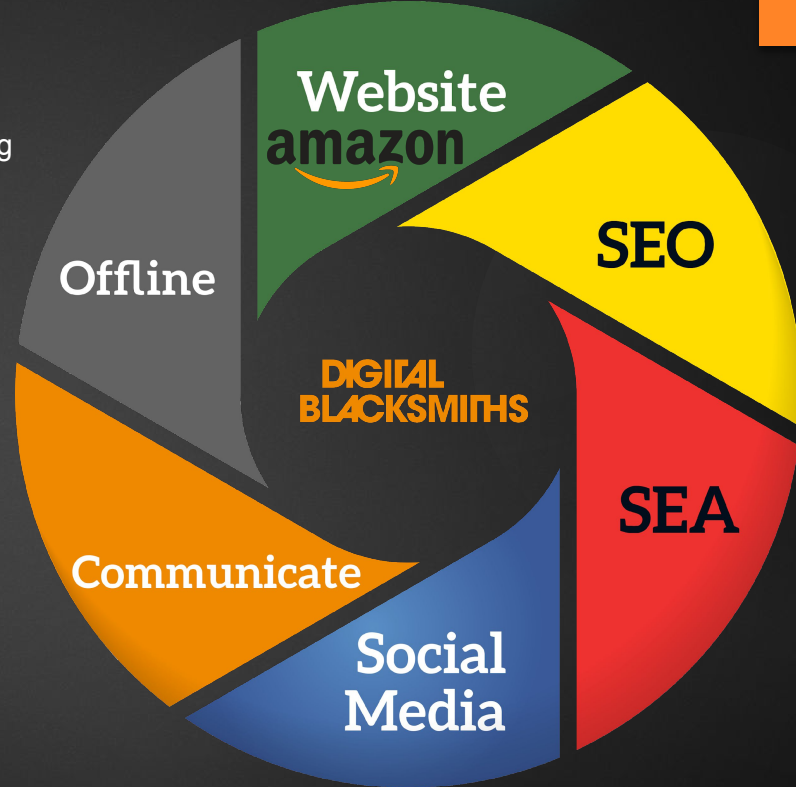 Website
amazon
g
SEO
Offline
DIGITAL
BLACKSMITHS
SEA
Communicate
Social
Media